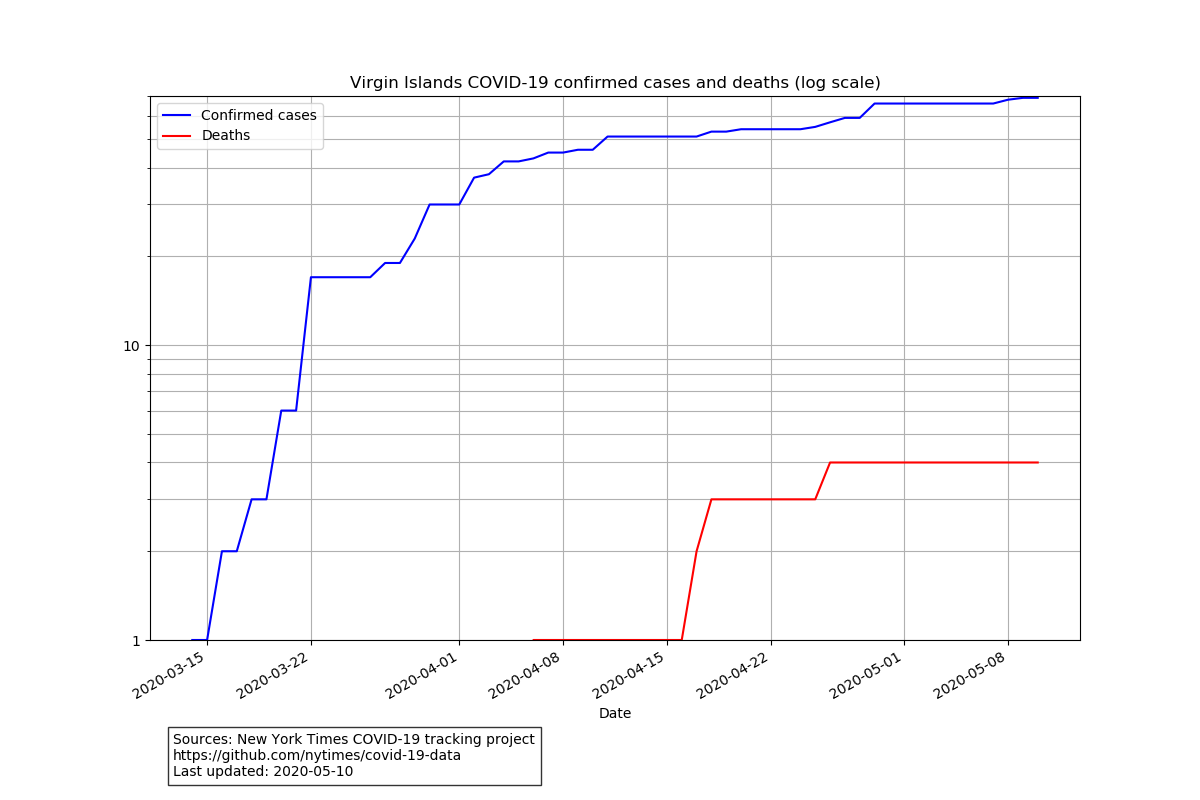 Virgin Islands COVID-19 confirmed cases and deaths (log scale)
Confirmed cases
Deaths
10
1
2020-03-15
2020-03-22
2020-04-01
2020-04-08
2020-04-15
2020-04-22
2020-05-01
2020-05-08
Date
Sources: New York Times COVID-19 tracking project
https://github.com/nytimes/covid-19-data
Last updated: 2020-05-10